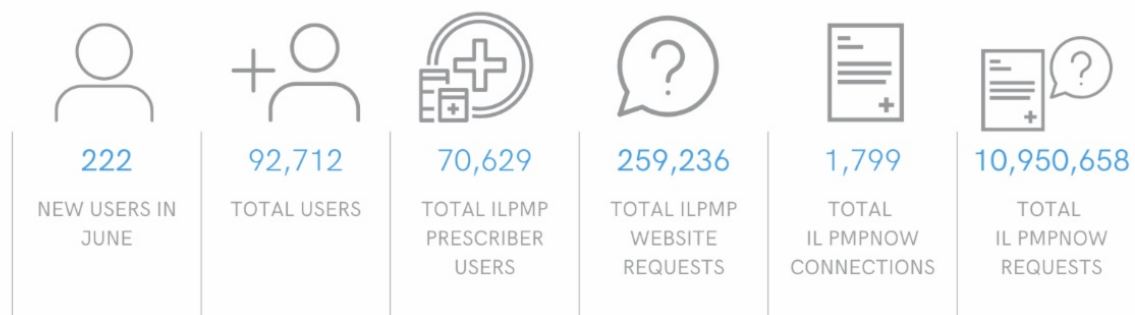 222
NEW USERS IN
JUNE
92,712
TOTAL USERS
70,629
TOTAL ILPMP
PRESCRIBER
USERS
259,236
TOTAL ILPMP
WEBSITE
REQUESTS
1,799
TOTAL
IL PMPNOW
CONNECTIONS
10,950,658
TOTAL
IL PMPNOW
REQUESTS